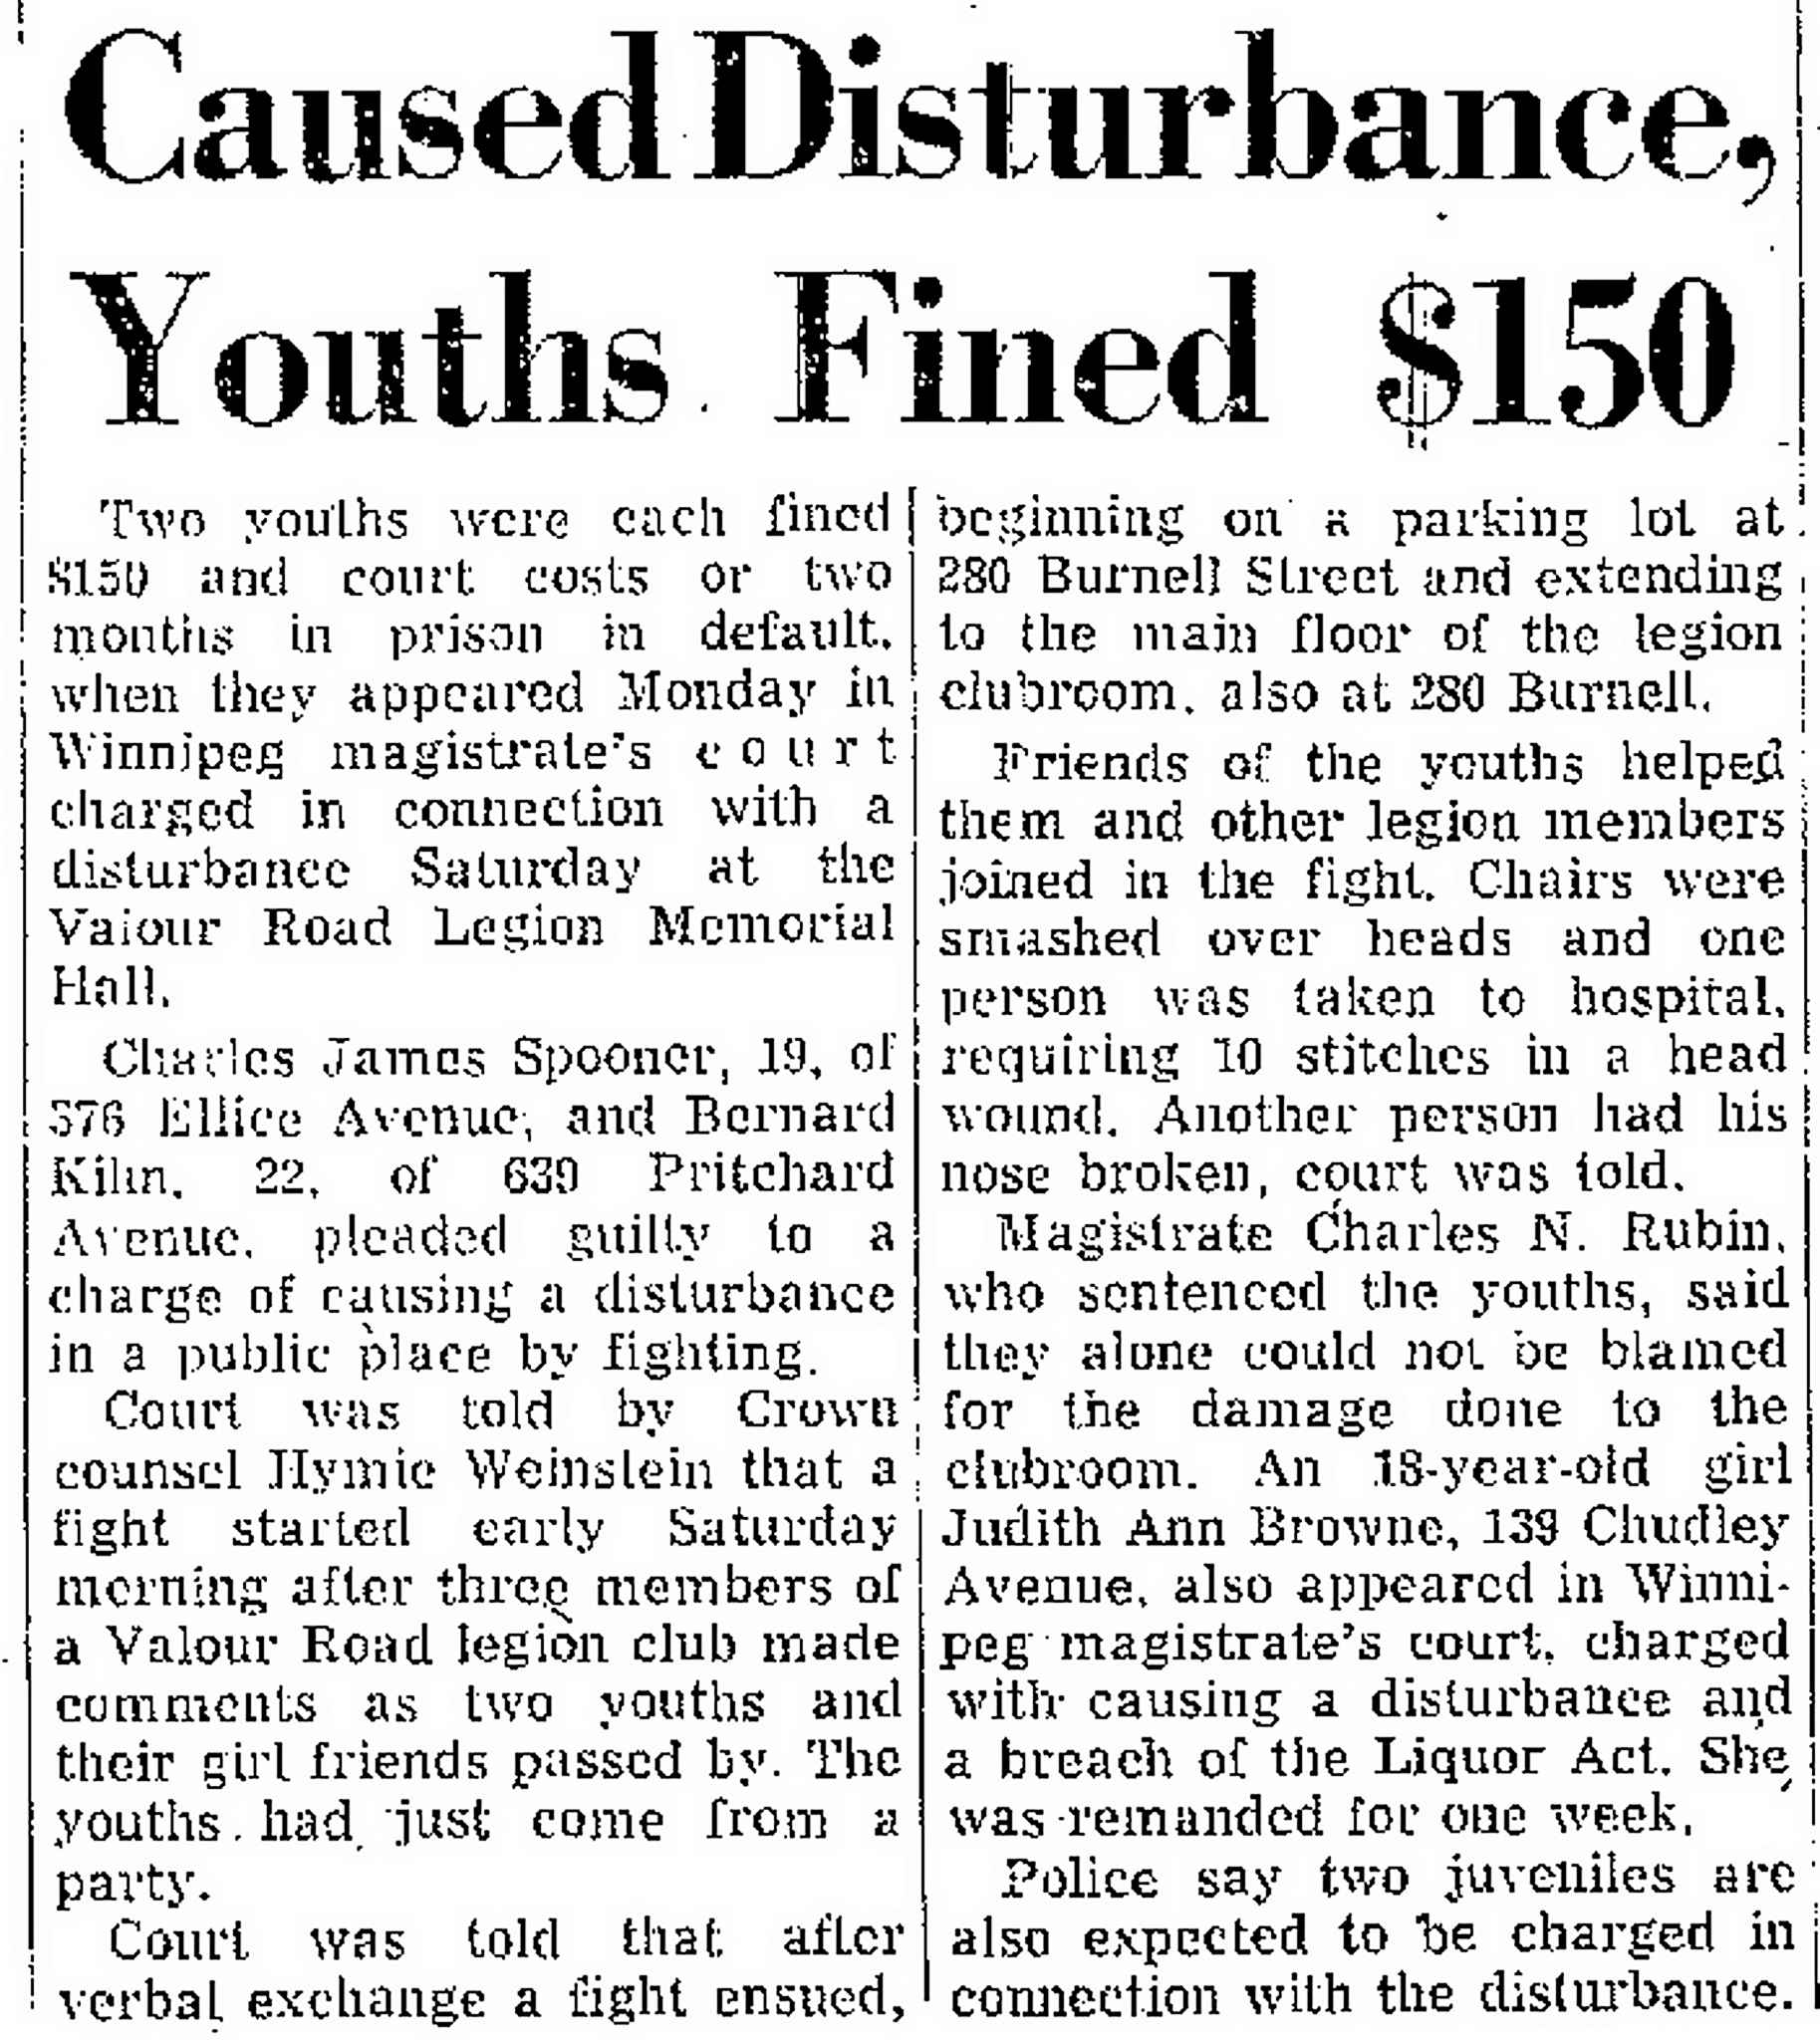 Caused Disturbance,
Youths Fined $150
Two youths were each fined
$150 and court costs or two
months in prison in default,
when they appeared Monday in
Winnipeg magistrate's court
charged in connection with a
disturbance Saturday at the
Valour Road Legion Memorial
Hall.
Charles James Spooner, 19, of
576 Ellice Avenue, and Bernard
22, of 639 Pritchard
Avenue, pleaded guilty to a
charge of causing a disturbance
in a public place by fighting.
Court was told by Crown
counsel Hymie Weinstein that a
fight started early Saturday
morning after three members of
a Valour Road legion club made
comments as two youths and
their girl friends passed by. The
youths had just come from a
party.
Court was told that after
verbal exchange a fight ensued,
beginning on a parking lot at
280 Burnell Street and extending
to the main floor of the legion
clubroom, also at 280 Burnell.
Friends of the youths helped
them and other legion members
joined in the fight. Chairs were
smashed over heads and one
person was taken to hospital,
requiring 10 stitches in a head
wound. Another person had his
nose broken, court was told.
Magistrate Charles N. Rubin,
who sentenced the youths, said
they alone could not be blamed
for the damage done to the
clubroom. An 18-year-old girl
Judith Ann Browne, 139 Chudley
Avenue, also appeared in Winni-
peg magistrate's court, charged
with causing a disturbance and
a breach of the Liquor Act. She
was remanded for one week.
Police say two juveniles are
also expected to be charged in
connection with the disturbance.